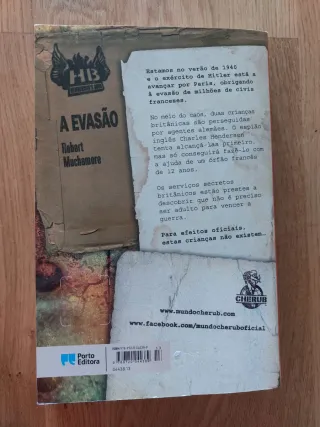 HB
A EVASÃO
Robert
Muchamore
Estamos no verão de 1940
e o exército de Hitler está a
avançar por Paris, obrigando
à evasão de milhões de civis
franceses.
No meio do caos, duas crianças
britânicas são perseguidas
por agentes alemães. O espião
inglês Charles Henderson
tenta alcançá-las primeiro,
mas só conseguirá fazê-lo com
a ajuda de um órfão francês
de 12 anos.
Os serviços secretos
britânicos estão prestes a
descobrir que não é preciso
ser adulto para vencer a
guerra.
Para efeitos oficiais,
estas crianças não existem…
CHERUB
www.mundocherub.com
www.facebook.com/mundocheruboficial
Porto
Editora